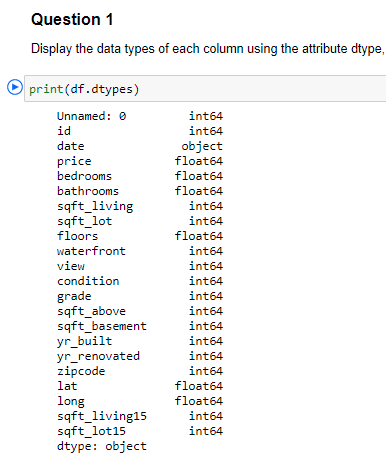 Question 1
Display the data types of each column using the attribute dtype,
print(df.dtypes)
Unnamed: 0 int64
id int64
date object
price float64
bedrooms float64
bathrooms float64
sqft_living int64
sqft_lot int64
floors float64
waterfront int64
view int64
condition int64
grade int64
sqft_above int64
sqft_basement int64
yr_built int64
yr_renovated int64
zipcode int64
lat float64
long float64
sqft_living15 int64
sqft_lot15 int64
dtype: object